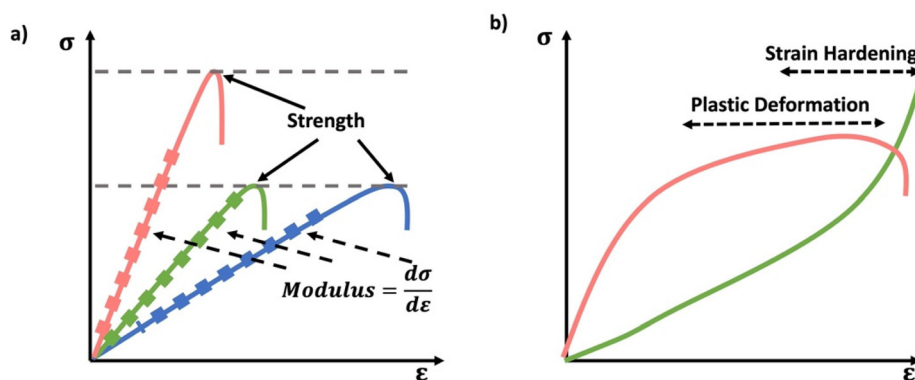 a)
σ
Strength
Modulus = dσ/dε
ε
b)
σ
Strain Hardening
Plastic Deformation
ε